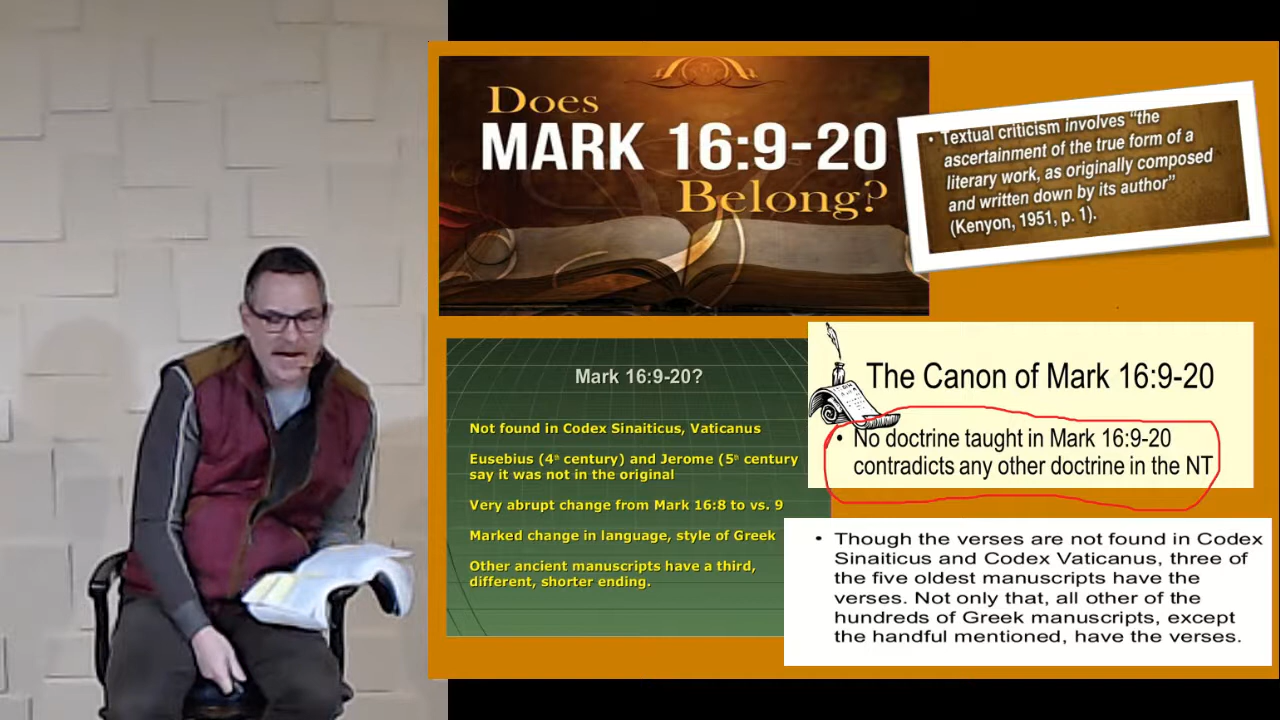 Does
MARK 16:9-20
Belong?
• Textual criticism involves "the
ascertainment of the true form of a
literary work, as originally composed
and written down by its author"
(Kenyon, 1951, p. 1).
Mark 16:9-20?
Not found in Codex Sinaiticus, Vaticanus
Eusebius (4th century) and Jerome (5th century
say it was not in the original
Very abrupt change from Mark 16:8 to vs. 9
Marked change in language, style of Greek
Other ancient manuscripts have a third,
different, shorter ending.
The Canon of Mark 16:9-20
• No doctrine taught in Mark 16:9-20
contradicts any other doctrine in the NT
• Though the verses are not found in Codex
Sinaiticus and Codex Vaticanus, three of
the five oldest manuscripts have the
verses. Not only that, all other of the
hundreds of Greek manuscripts, except
the handful mentioned, have the verses.